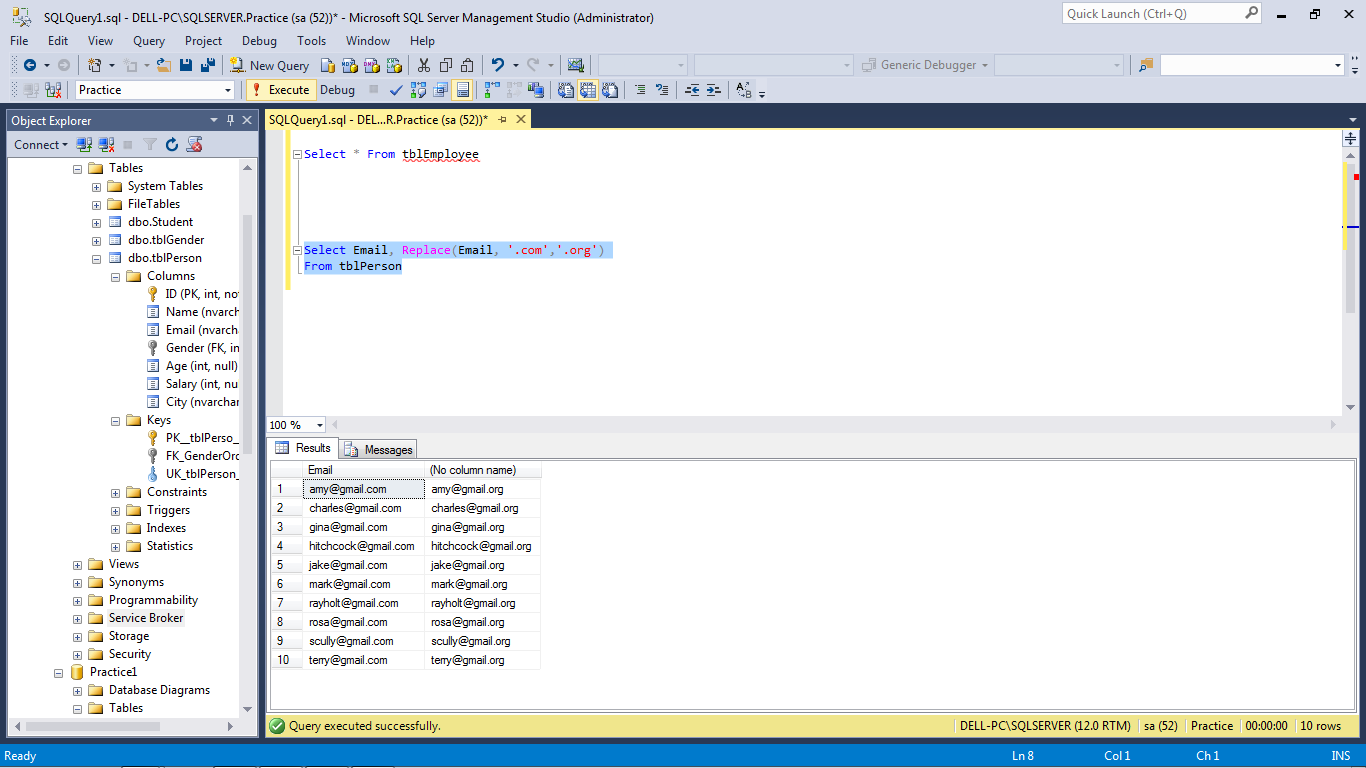 SQLQuery1.sql - DELL-PC\SQLSERVER.Practice (sa (52))* - Microsoft SQL Server Management Studio (Administrator)
Quick Launch (Ctrl+Q)
File Edit View Query Project Debug Tools Window Help
New Query
Generic Debugger
Practice
Execute Debug
Object Explorer
Connect
Tables
System Tables
FileTables
dbo.Student
dbo.tblGender
dbo.tblPerson
Columns
ID (PK, int, no
Name (nvarch
Email (nvarch
Gender (FK, in
Age (int, null)
Salary (int, nu
City (nvarchar
Keys
PK__tblPerso_
FK_GenderOrd
UK_tblPerson_
Constraints
Triggers
Indexes
Statistics
Views
Synonyms
Programmability
Service Broker
Storage
Security
Practice1
Database Diagrams
Tables
SQLQuery1.sql - DEL...R.Practice (sa (52))*
Select * From tblEmployee
Select Email, Replace(Email, '.com','.org')
From tblPerson
100 %
Results Messages
Email (No column name)
1 amy@gmail.com amy@gmail.org
2 charles@gmail.com charles@gmail.org
3 gina@gmail.com gina@gmail.org
4 hitchcock@gmail.com hitchcock@gmail.org
5 jake@gmail.com jake@gmail.org
6 mark@gmail.com mark@gmail.org
7 rayholt@gmail.com rayholt@gmail.org
8 rosa@gmail.com rosa@gmail.org
9 scully@gmail.com scully@gmail.org
10 terry@gmail.com terry@gmail.org
Query executed successfully. DELL-PC\SQLSERVER (12.0 RTM) sa (52) Practice 00:00:00 10 rows
Ready Ln 8 Col 1 Ch 1 INS